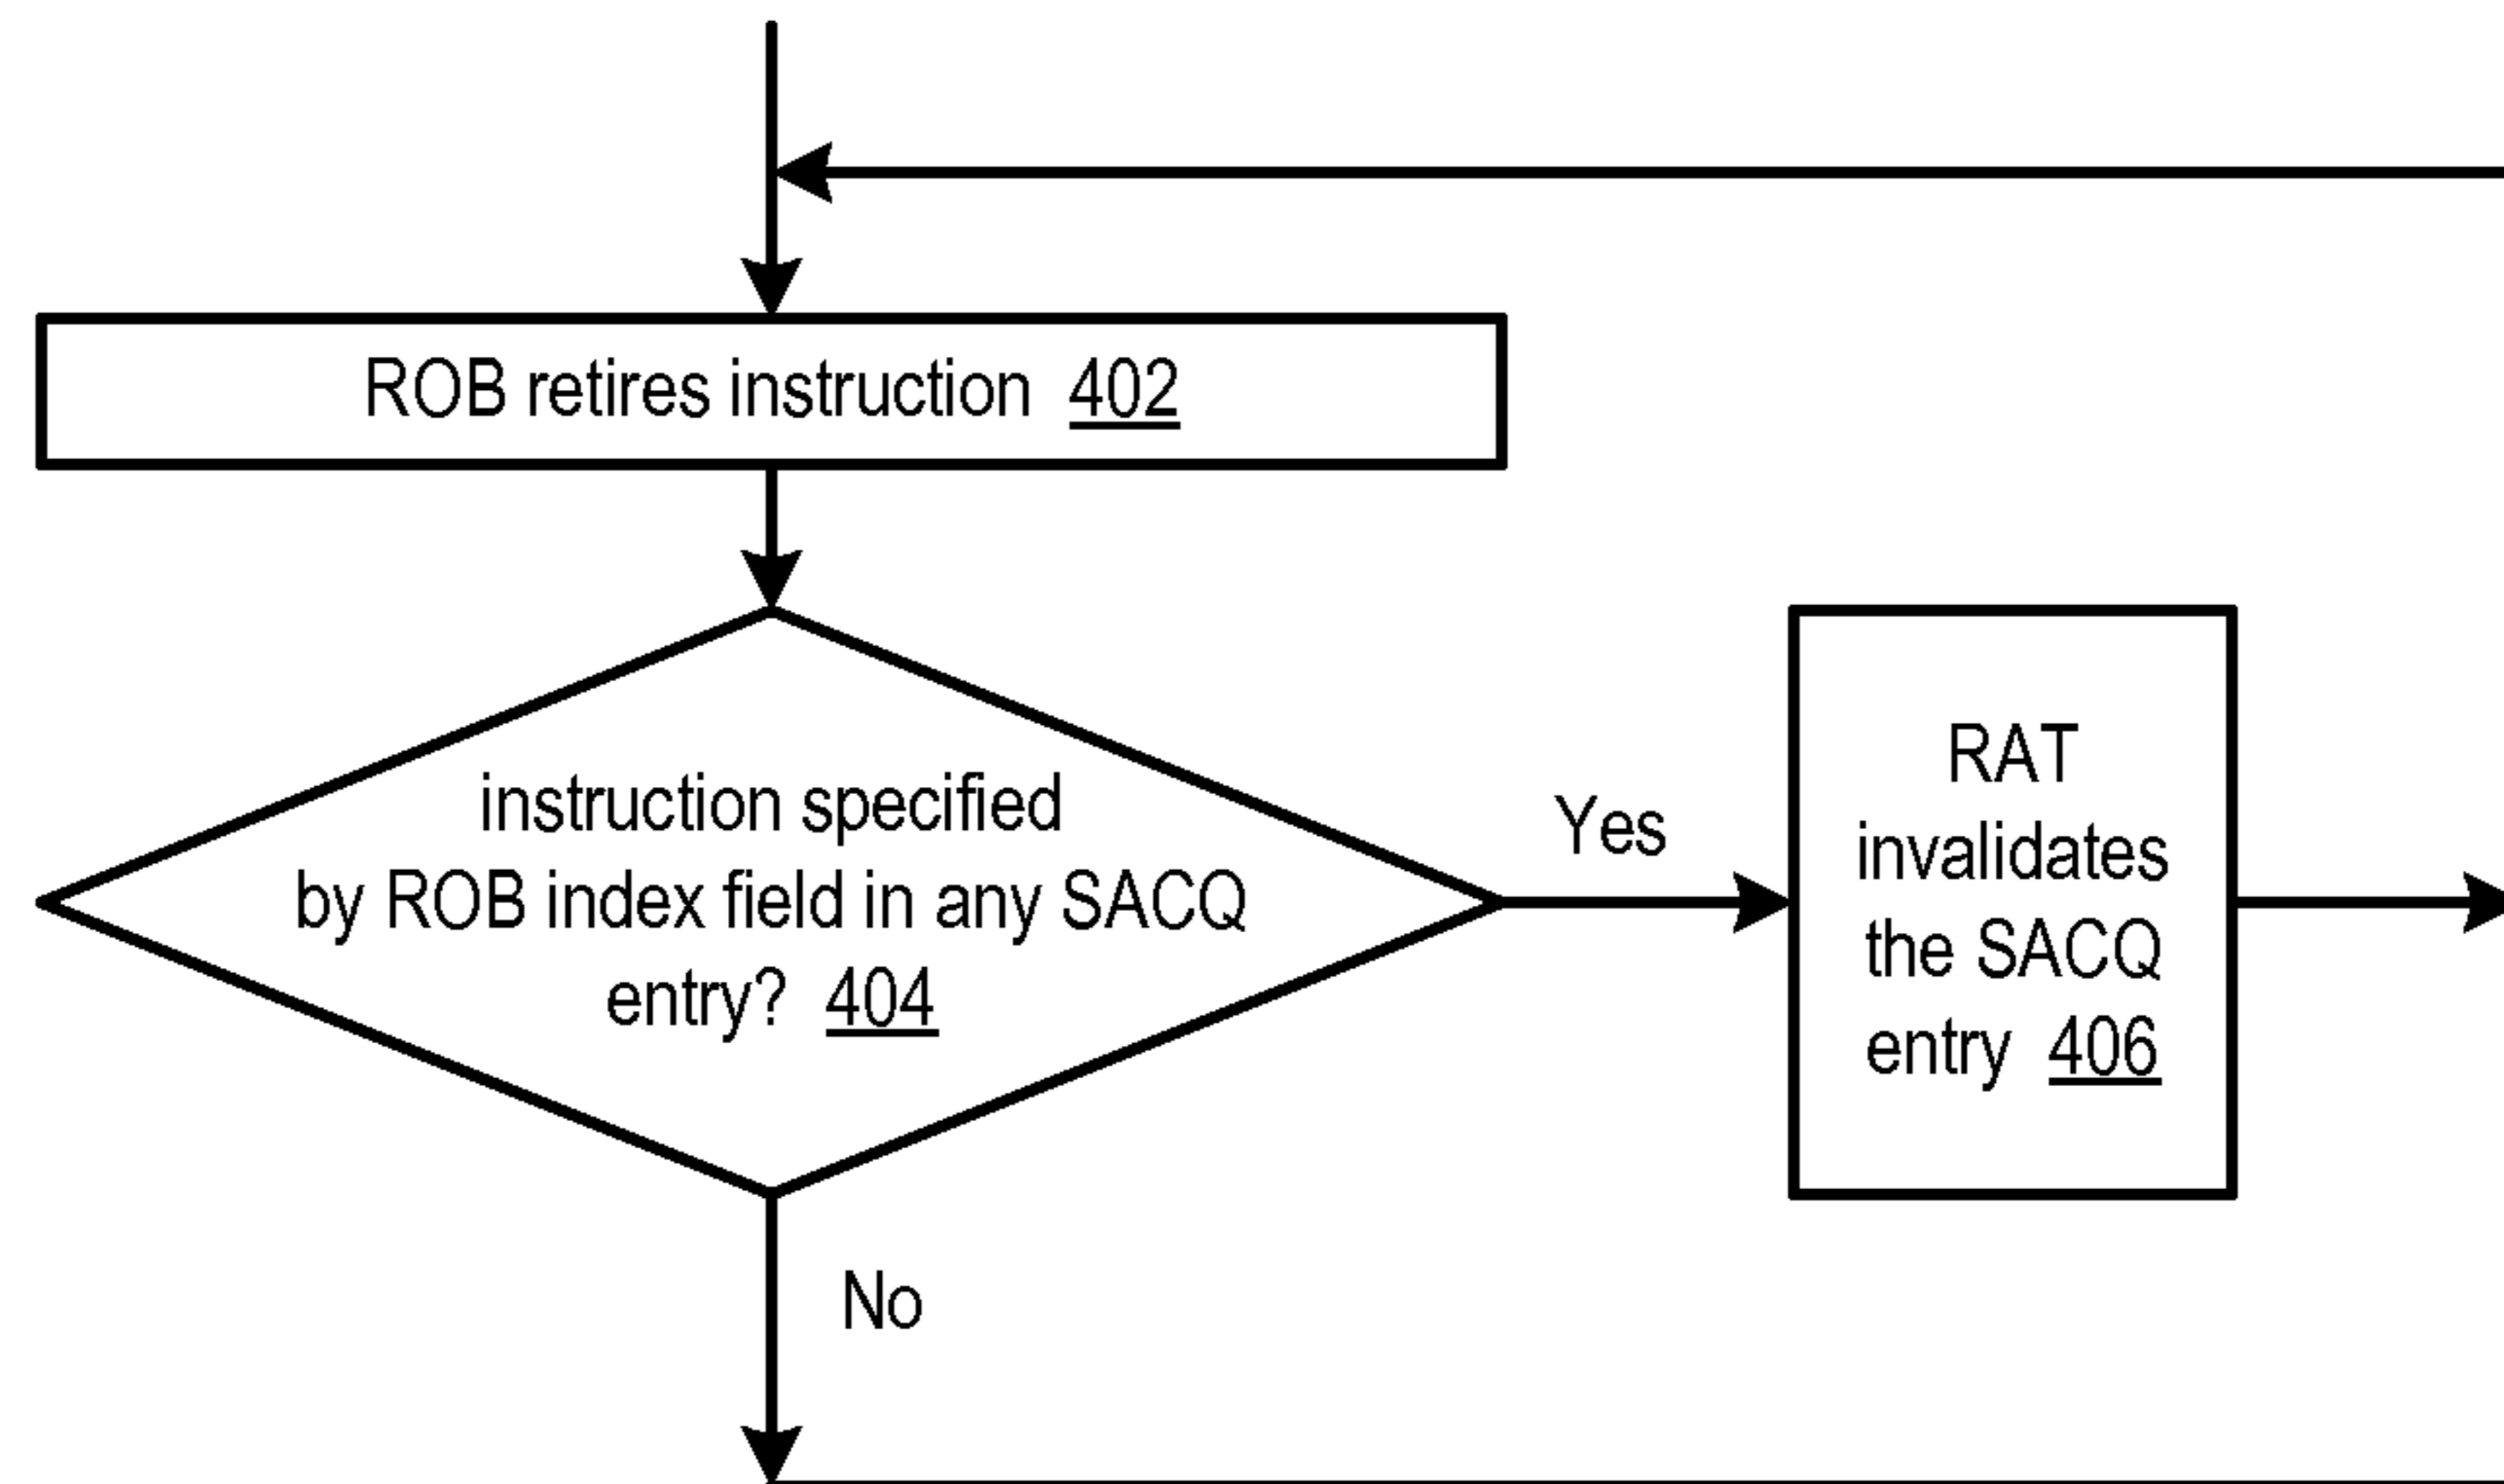 ROB retires instruction 402
instruction specified
by ROB index field in any SACQ
entry? 404
Yes
RAT
invalidates
the SACQ
entry 406
No